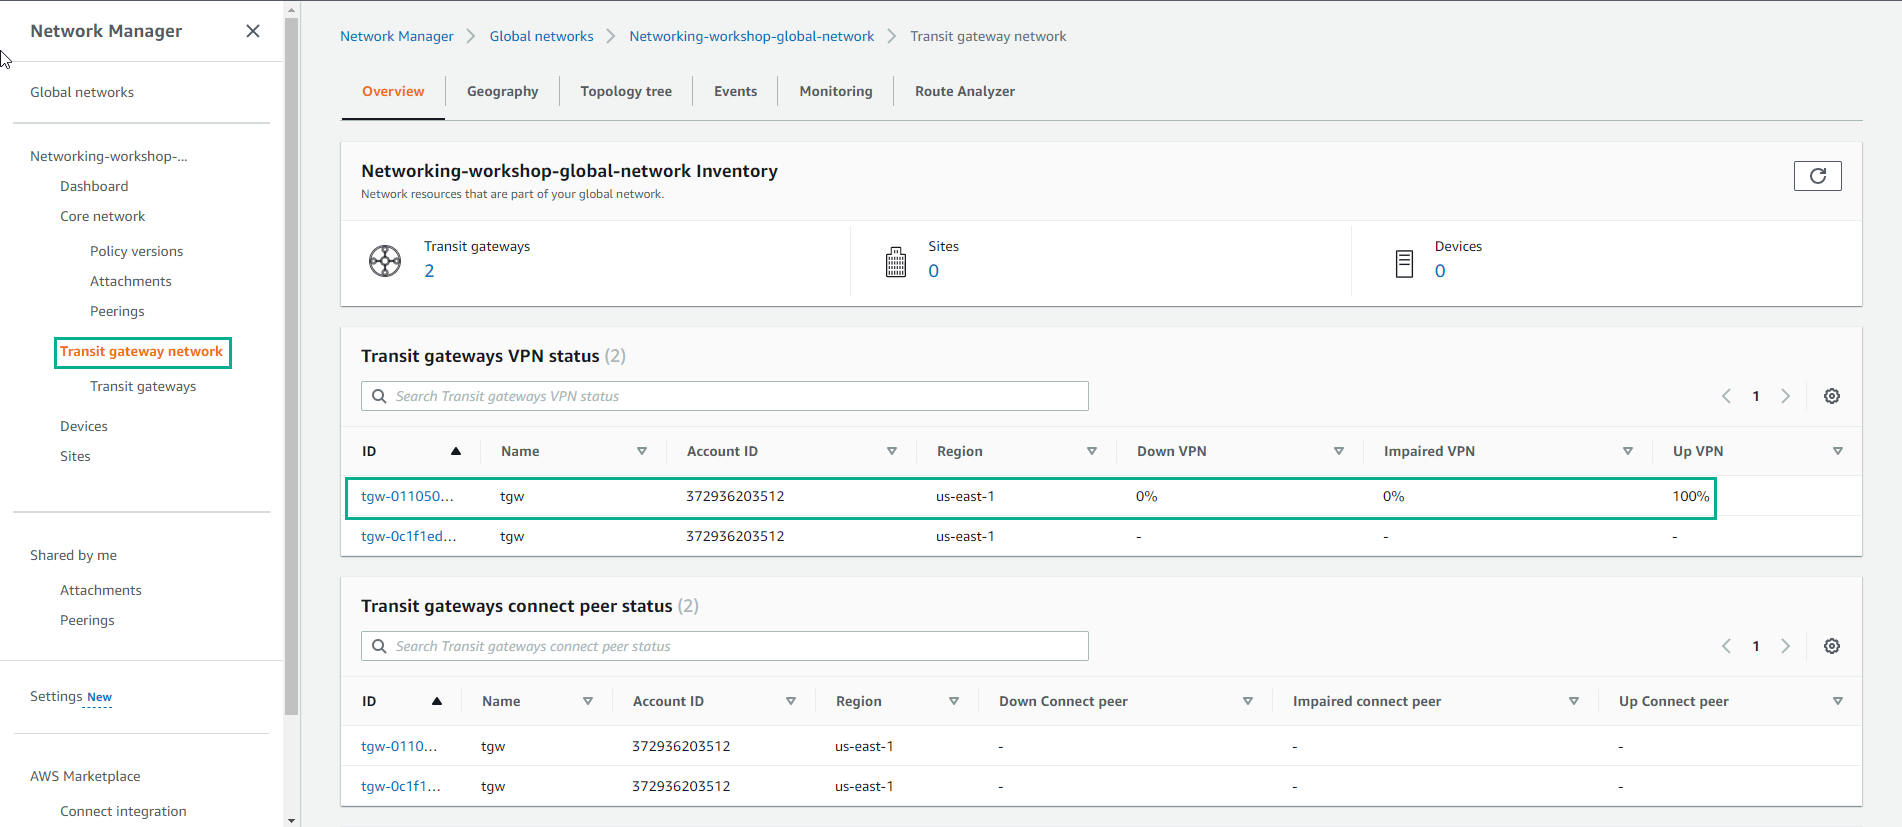 Network Manager
Global networks
Networking-workshop-...
Dashboard
Core network
Policy versions
Attachments
Peerings
Transit gateway network
Transit gateways
Devices
Sites
Shared by me
Attachments
Peerings
Settings New
AWS Marketplace
Connect integration
Network Manager Global networks Networking-workshop-global-network Transit gateway network
Overview Geography Topology tree Events Monitoring Route Analyzer
Networking-workshop-global-network Inventory
Network resources that are part of your global network.
Transit gateways
2
Sites
0
Devices
0
Transit gateways VPN status (2)
Search Transit gateways VPN status
1
ID Name Account ID Region Down VPN Impaired VPN Up VPN
tgw-011050... tgw 372936203512 us-east-1 0% 0% 100%
tgw-0c1f1ed... tgw 372936203512 us-east-1 - - -
Transit gateways connect peer status (2)
Search Transit gateways connect peer status
1
ID Name Account ID Region Down Connect peer Impaired connect peer Up Connect peer
tgw-0110... tgw 372936203512 us-east-1 - - -
tgw-0c1f1... tgw 372936203512 us-east-1 - - -